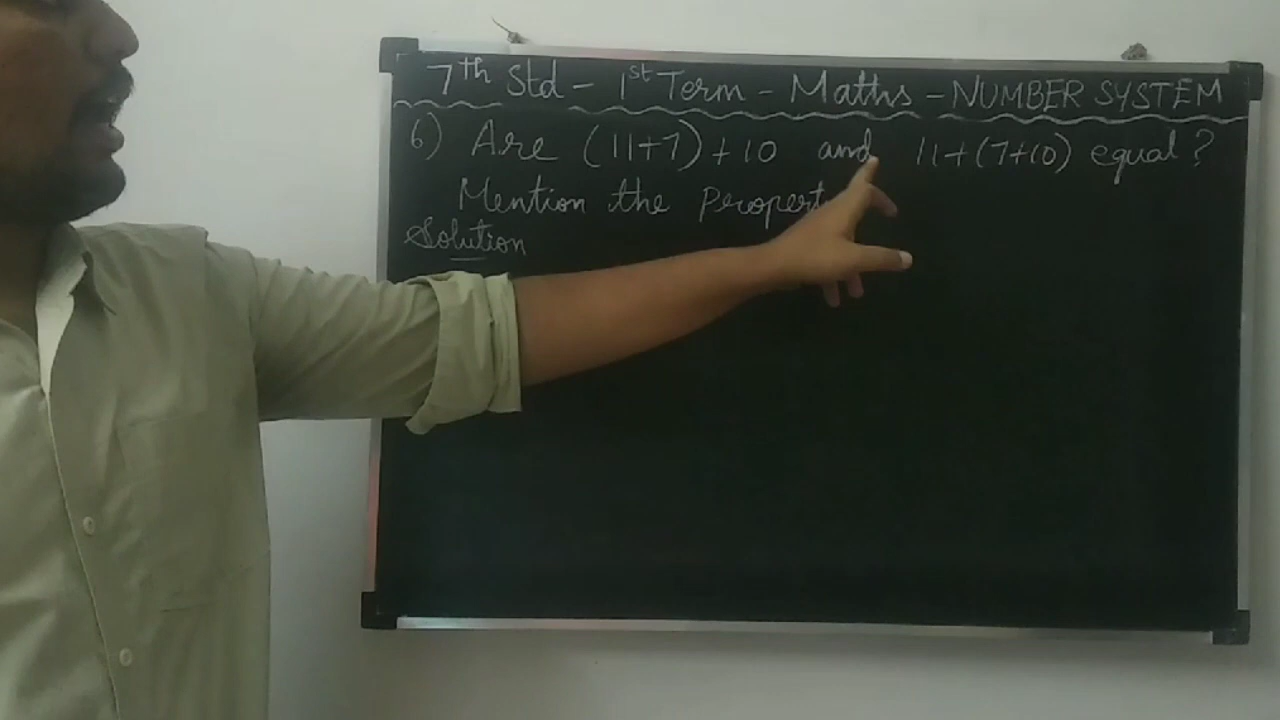 7th Std - 1st Term - Maths - NUMBER SYSTEM
6) Are (11+7)+10 and 11+(7+10) equal?
Mention the
Solution